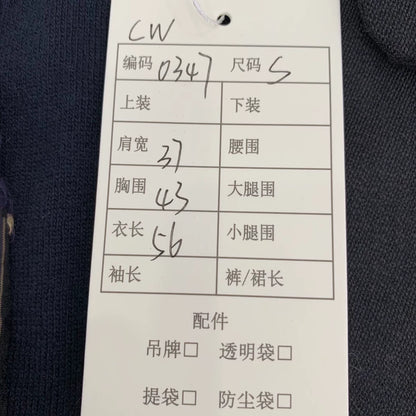 CW
编码 0347 尺码 S
上装 下装
肩宽 37 腰围
胸围 43 大腿围
衣长 56 小腿围
袖长 裤/裙长
配件
吊牌□ 透明袋□
提袋□ 防尘袋□